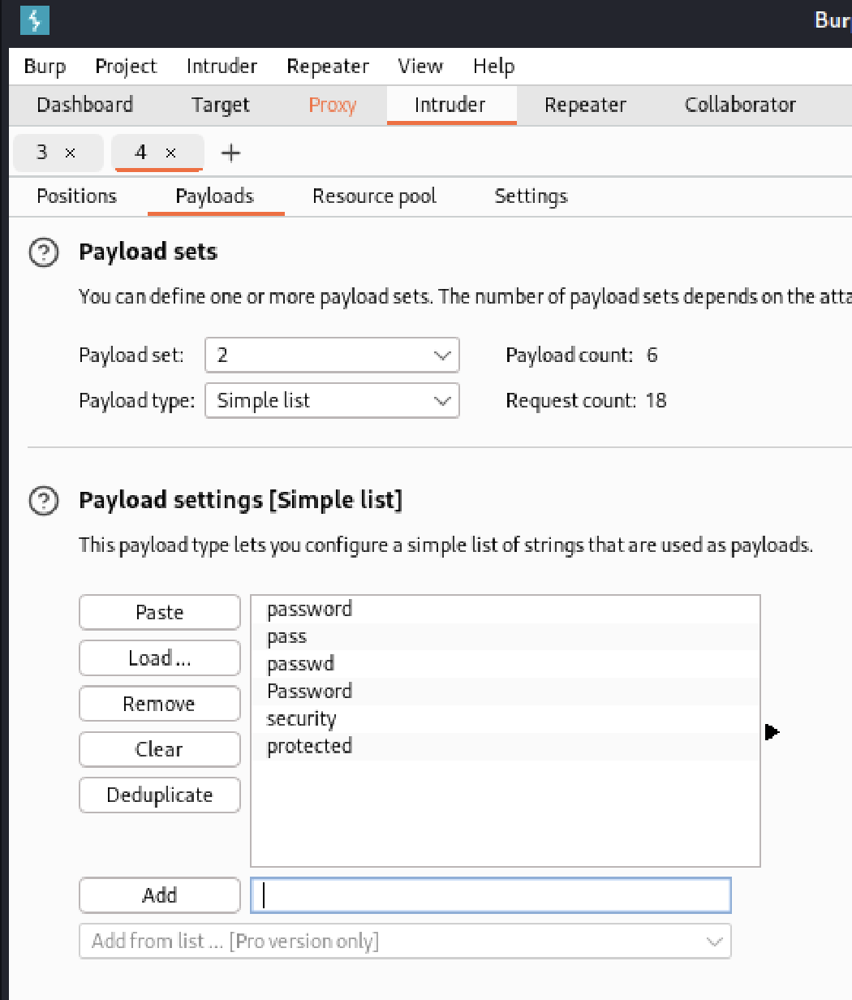 Bur
Burp Project Intruder Repeater View Help
Dashboard Target Proxy Intruder Repeater Collaborator
3 × 4 × +
Positions Payloads Resource pool Settings
? Payload sets
You can define one or more payload sets. The number of payload sets depends on the atta
Payload set: 2 Payload count: 6
Payload type: Simple list Request count: 18
? Payload settings [Simple list]
This payload type lets you configure a simple list of strings that are used as payloads.
Paste
Load ...
Remove
Clear
Deduplicate
password
pass
passwd
Password
security
protected
Add
Add from list ... [Pro version only]